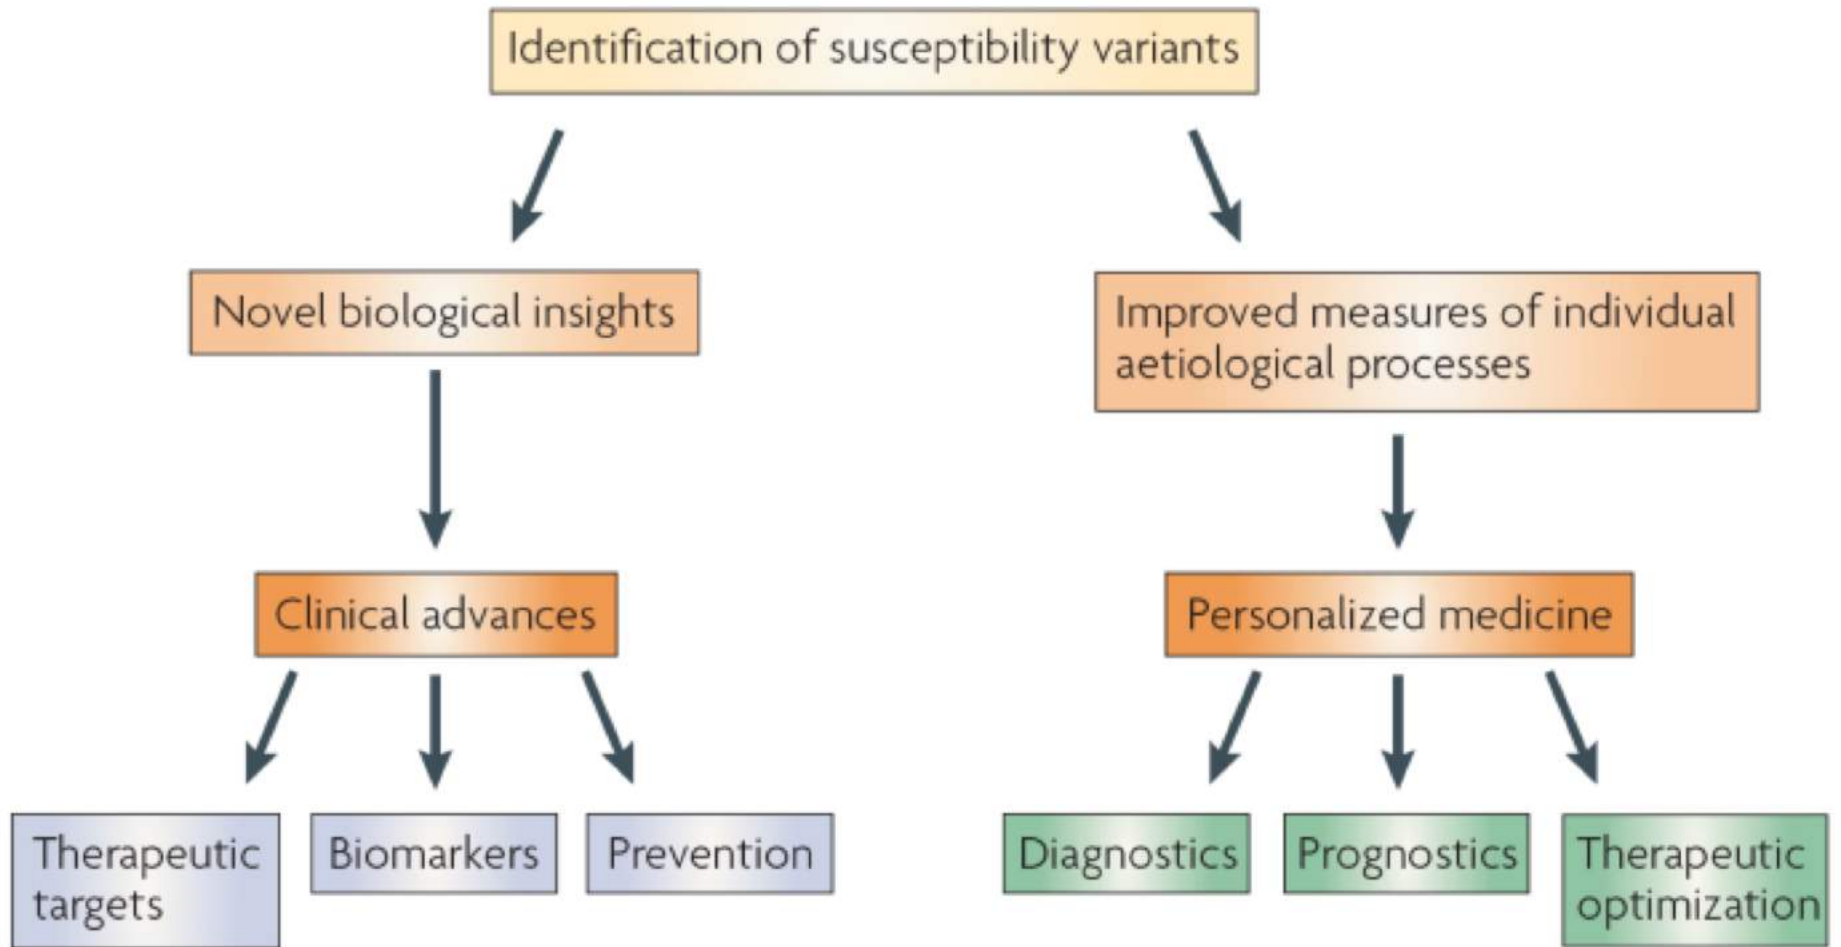 Identification of susceptibility variants
Novel biological insights
Improved measures of individual
aetiological processes
Clinical advances
Personalized medicine
Therapeutic
targets
Biomarkers
Prevention
Diagnostics
Prognostics
Therapeutic
optimization